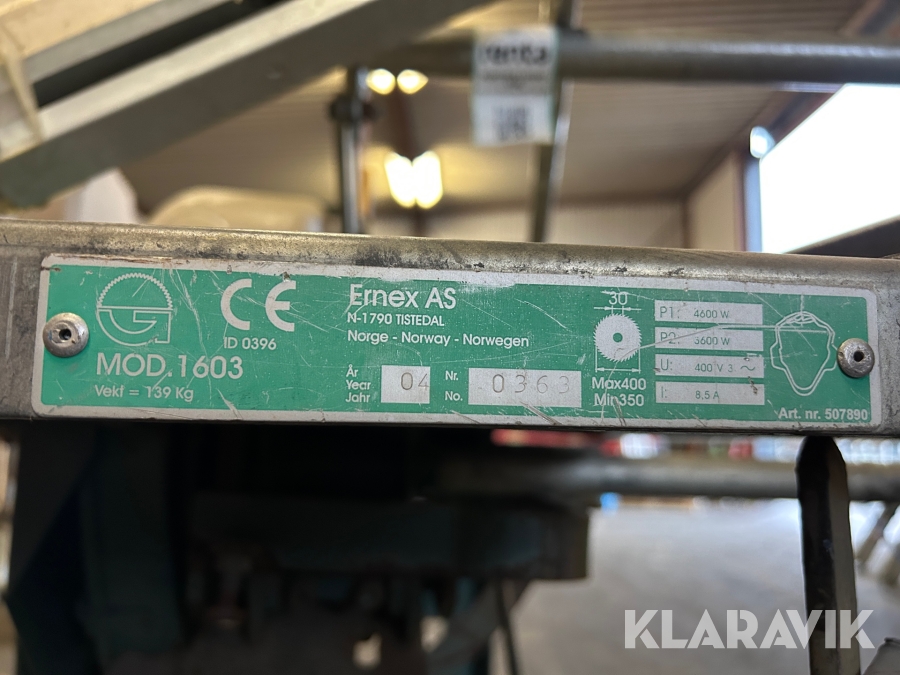 CE
ID 0396
MOD.1603
Vekt = 139 Kg
Ernex AS
N-1790 TISTEDAL
Norge - Norway - Norwegen
År
Year
Jahr
04
Nr.
No.
0363
30
Max400
Min350
P1: 4600 W
P2: 3600 W
U: 400 V 3 ~
I: 8,5 A
Art. nr. 507890
KLARAVIK